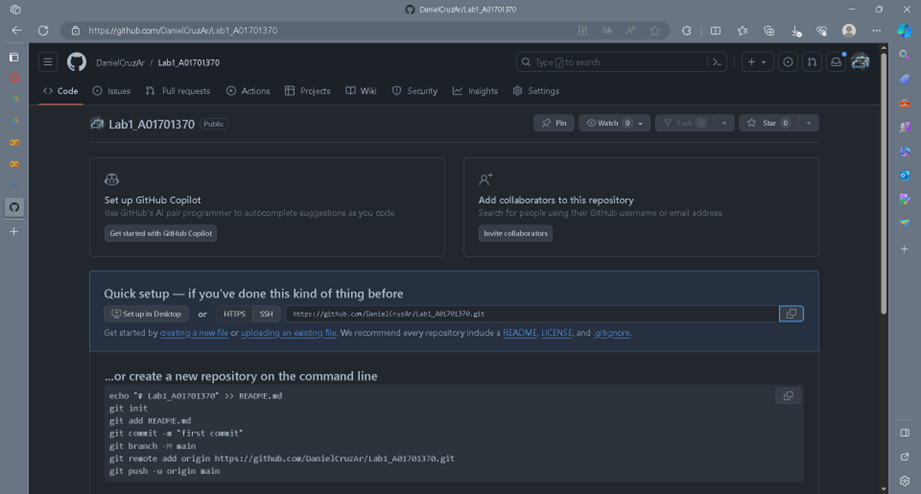 DanielCruzAr/Lab1_A01701370
https://github.com/DanielCruzAr/Lab1_A01701370
DanielCruzAr / Lab1_A01701370
Type / to search
Code Issues Pull requests Actions Projects Wiki Security Insights Settings
Lab1_A01701370 Public Pin Watch 0 Fork 0 Star 0
Set up GitHub Copilot
Use GitHub's AI pair programmer to autocomplete suggestions as you code.
Get started with GitHub Copilot
Add collaborators to this repository
Search for people using their GitHub username or email address.
Invite collaborators
Quick setup — if you've done this kind of thing before
Set up in Desktop or HTTPS SSH https://github.com/DanielCruzAr/Lab1_A01701370.git
Get started by creating a new file or uploading an existing file. We recommend every repository include a README, LICENSE, and .gitignore.
...or create a new repository on the command line
echo "# Lab1_A01701370" >> README.md
git init
git add README.md
git commit -m "first commit"
git branch -M main
git remote add origin https://github.com/DanielCruzAr/Lab1_A01701370.git
git push -u origin main